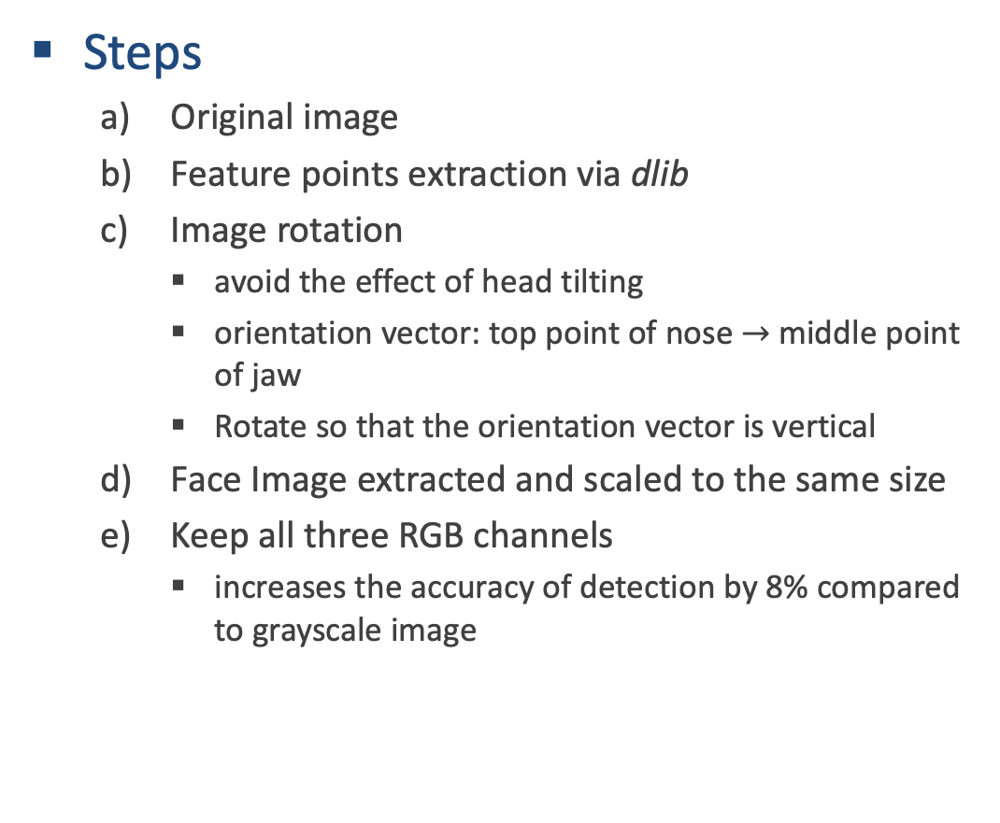 ▪ Steps
a) Original image
b) Feature points extraction via dlib
c) Image rotation
▪ avoid the effect of head tilting
▪ orientation vector: top point of nose → middle point
of jaw
▪ Rotate so that the orientation vector is vertical
d) Face Image extracted and scaled to the same size
e) Keep all three RGB channels
▪ increases the accuracy of detection by 8% compared
to grayscale image